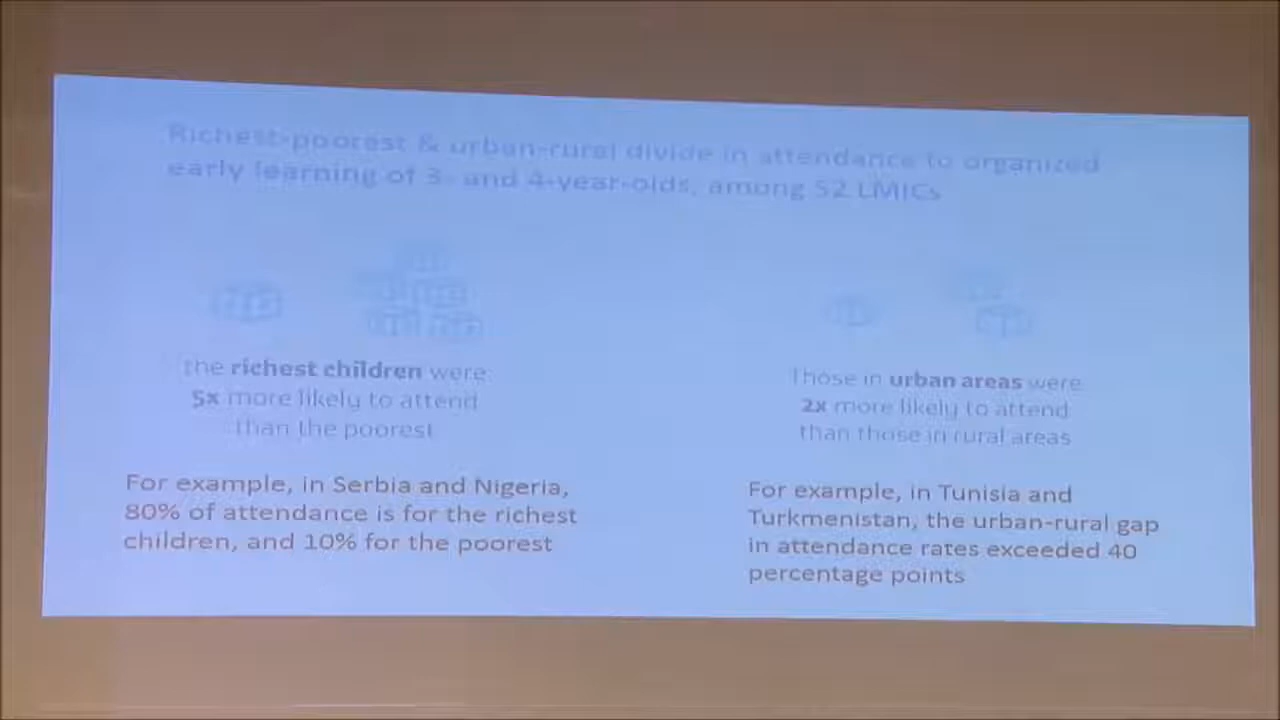 Richest-poorest & urban-rural divide in attendance to organized
early learning of 3- and 4-year-olds, among 52 LMICs
the richest children were
5x more likely to attend
than the poorest
For example, in Serbia and Nigeria,
80% of attendance is for the richest
children, and 10% for the poorest
Those in urban areas were
2x more likely to attend
than those in rural areas
For example, in Tunisia and
Turkmenistan, the urban-rural gap
in attendance rates exceeded 40
percentage points